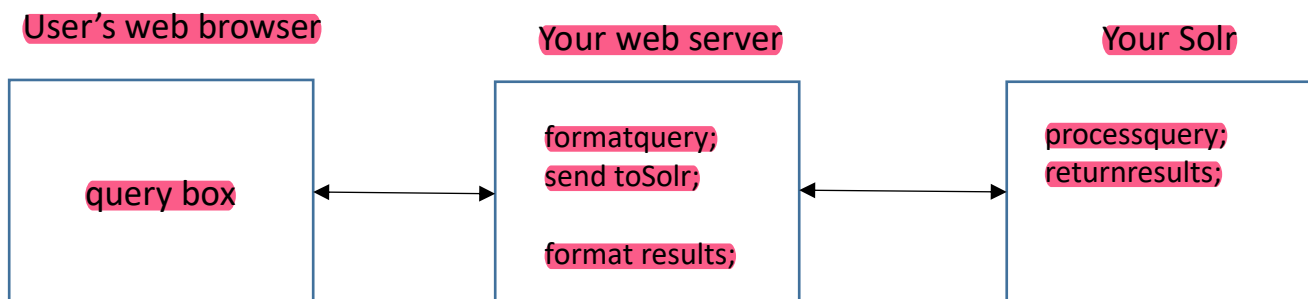 User’s web browser
Your web server
Your Solr
query box
formatquery;
send toSolr;
format results;
processquery;
returnresults;